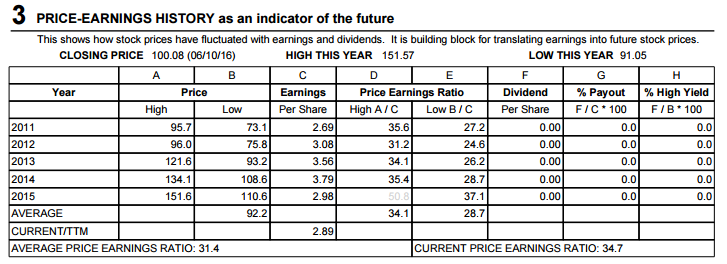 3 PRICE-EARNINGS HISTORY as an indicator of the future
This shows how stock prices have fluctuated with earnings and dividends. It is building block for translating earnings into future stock prices.
CLOSING PRICE 100.08 (06/10/16) HIGH THIS YEAR 151.57 LOW THIS YEAR 91.05
A B C D E F G H
Year Price Earnings Price Earnings Ratio Dividend % Payout % High Yield
High Low Per Share High A / C Low B / C Per Share F / C * 100 F / B * 100
2011 95.7 73.1 2.69 35.6 27.2 0.00 0.0 0.0
2012 96.0 75.8 3.08 31.2 24.6 0.00 0.0 0.0
2013 121.6 93.2 3.56 34.1 26.2 0.00 0.0 0.0
2014 134.1 108.6 3.79 35.4 28.7 0.00 0.0 0.0
2015 151.6 110.6 2.98 50.8 37.1 0.00 0.0 0.0
AVERAGE 92.2 34.1 28.7
CURRENT/TTM 2.89
AVERAGE PRICE EARNINGS RATIO: 31.4 CURRENT PRICE EARNINGS RATIO: 34.7